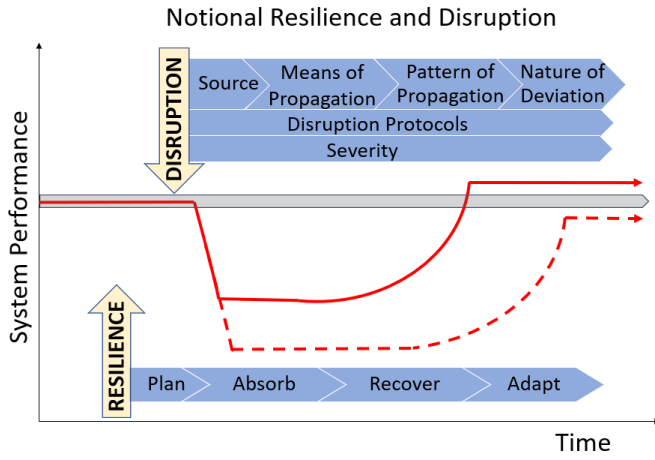 Notional Resilience and Disruption
DISRUPTION
Source
Means of
Propagation
Pattern of
Propagation
Nature of
Deviation
Disruption Protocols
Severity
System Performance
RESILIENCE
Plan
Absorb
Recover
Adapt
Time